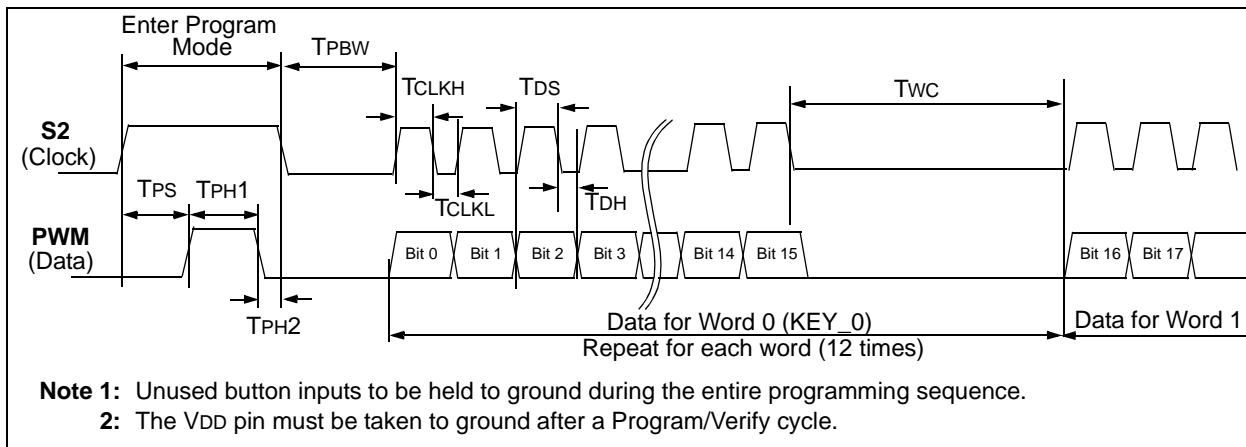 Enter Program
Mode
TPBW
TCLKH
TDS
TWC
S2
(Clock)
TPS
TPH1
TCLKL
TDH
PWM
(Data)
Bit 0
Bit 1
Bit 2
Bit 3
Bit 14
Bit 15
Bit 16
Bit 17
TPH2
Data for Word 0 (KEY_0)
Repeat for each word (12 times)
Data for Word 1
Note 1: Unused button inputs to be held to ground during the entire programming sequence.
2: The VDD pin must be taken to ground after a Program/Verify cycle.